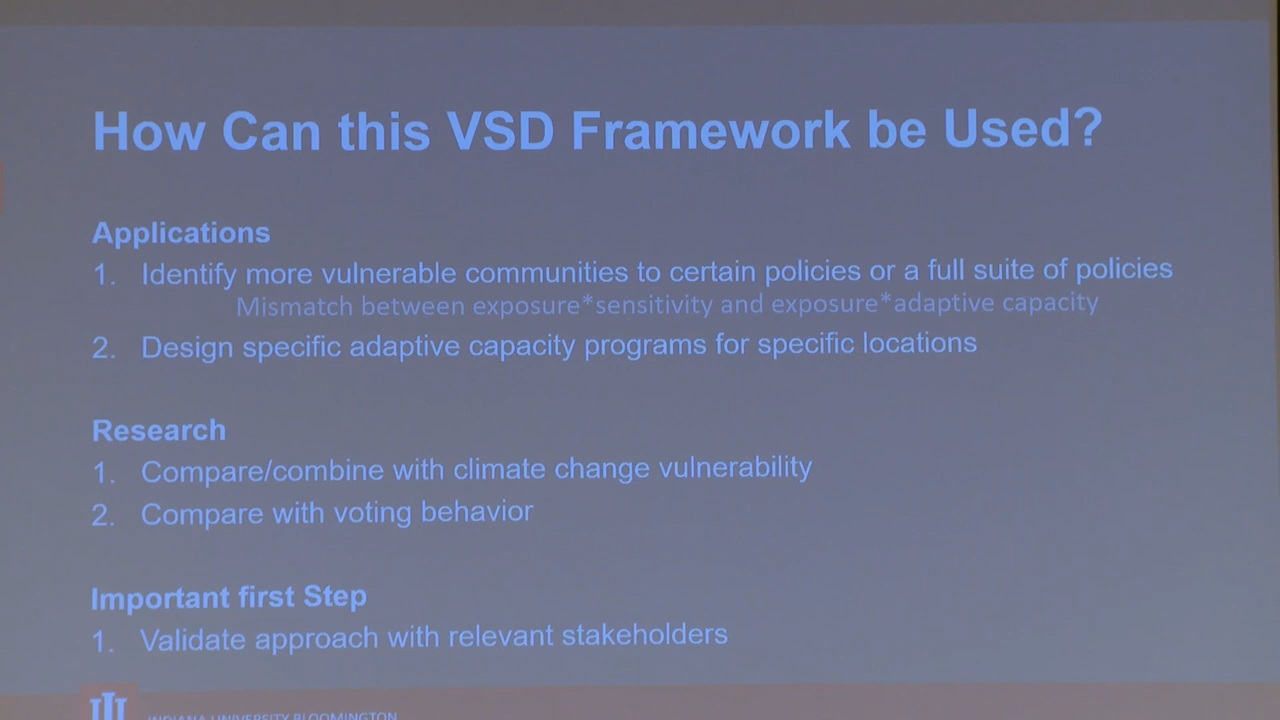 How Can this VSD Framework be Used?
Applications
1. Identify more vulnerable communities to certain policies or a full suite of policies
Mismatch between exposure*sensitivity and exposure*adaptive capacity
2. Design specific adaptive capacity programs for specific locations
Research
1. Compare/combine with climate change vulnerability
2. Compare with voting behavior
Important first Step
1. Validate approach with relevant stakeholders
INDIANA UNIVERSITY BLOOMINGTON